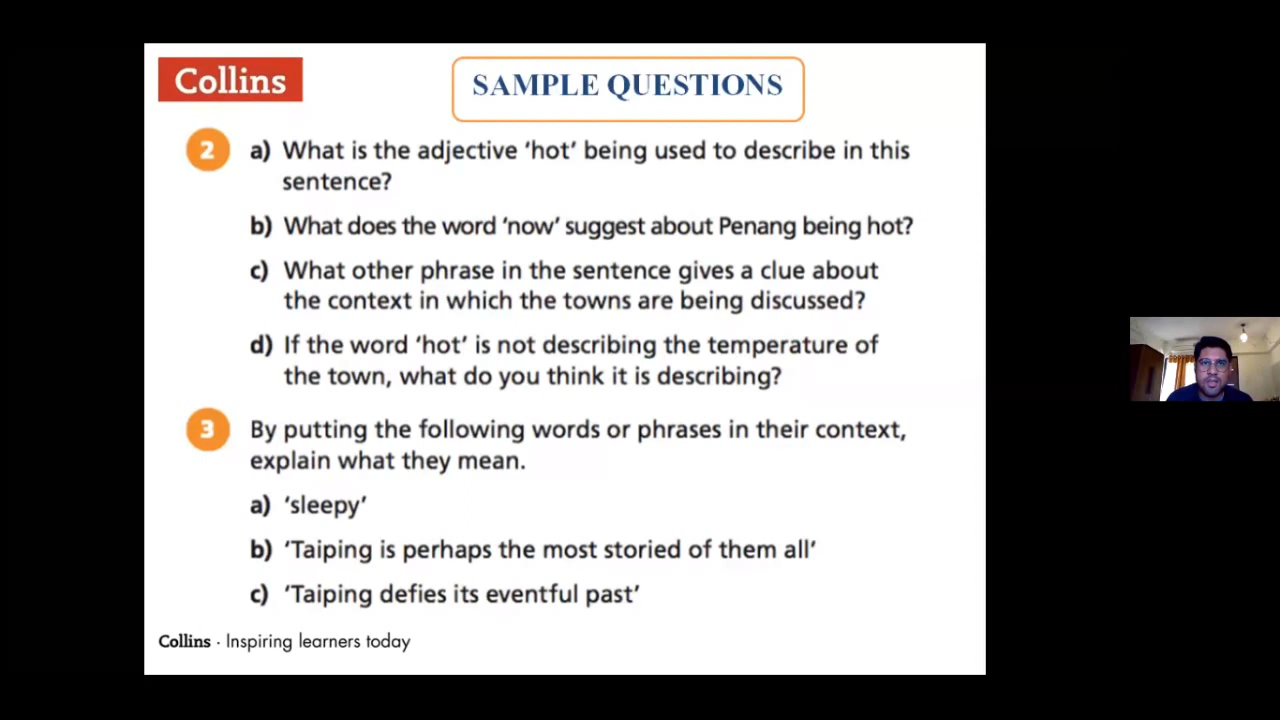 Collins
SAMPLE QUESTIONS
2 a) What is the adjective ‘hot’ being used to describe in this
sentence?
b) What does the word ‘now’ suggest about Penang being hot?
c) What other phrase in the sentence gives a clue about
the context in which the towns are being discussed?
d) If the word ‘hot’ is not describing the temperature of
the town, what do you think it is describing?
3 By putting the following words or phrases in their context,
explain what they mean.
a) ‘sleepy’
b) ‘Taiping is perhaps the most storied of them all’
c) ‘Taiping defies its eventful past’
Collins · Inspiring learners today